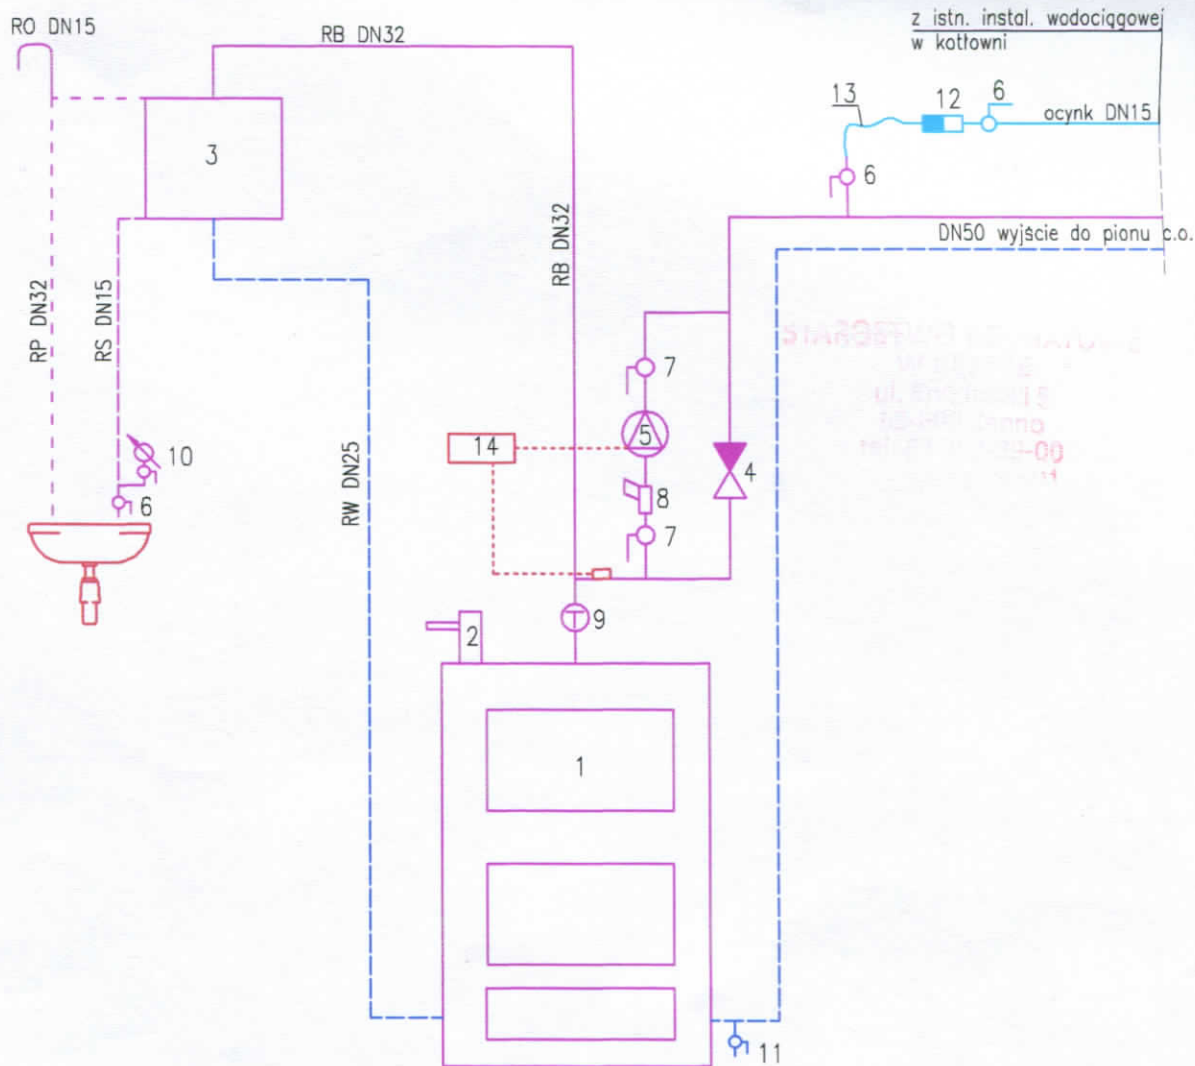 RO DN15
RB DN32
z istn. instal. wodociągowej
w kotłowni
13
12
6
ocynk DN15
3
6
RB DN32
DN50 wyjście do pionu c.o.
RP DN32
RS DN15
7
14
5
10
4
RW DN25
8
6
7
9
2
1
11